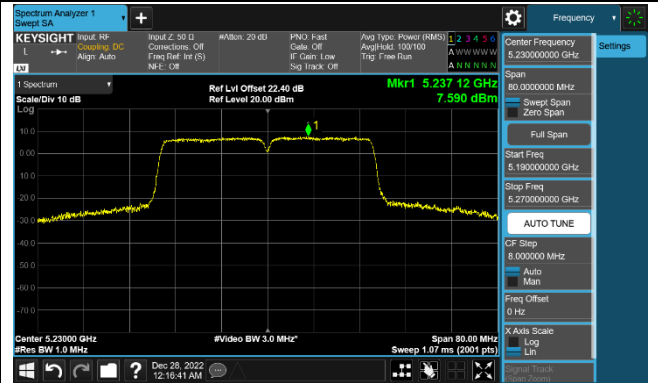 Spectrum Analyzer 1
Swept SA
Frequency
KEYSIGHT
L
LXI
Input: RF
Coupling: DC
Align: Auto
Input Z: 50 Ω
Corrections: Off
Freq Ref: Int (S)
NFE: Off
#Atten: 20 dB
PNO: Fast
Gate: Off
IF Gain: Low
Sig Track: Off
Avg Type: Power (RMS)
Avg|Hold: 100/100
Trig: Free Run
1 2 3 4 5 6
A W W W W W
A N N N N N
1 Spectrum
Scale/Div 10 dB
Log
Ref Lvl Offset 22.40 dB
Ref Level 20.00 dBm
Mkr1 5.237 12 GHz
7.590 dBm
1
10.0
0.00
-10.0
-20.0
-30.0
-40.0
-50.0
-60.0
-70.0
Center 5.23000 GHz
#Res BW 1.0 MHz
#Video BW 3.0 MHz*
Span 80.00 MHz
Sweep 1.07 ms (2001 pts)
Center Frequency
5.230000000 GHz
Settings
Span
80.0000000 MHz
Swept Span
Zero Span
Full Span
Start Freq
5.190000000 GHz
Stop Freq
5.270000000 GHz
AUTO TUNE
CF Step
8.000000 MHz
Auto
Man
Freq Offset
0 Hz
X Axis Scale
Log
Lin
Signal Track
(Span Zoom)
?
Dec 28, 2022
12:16:41 AM